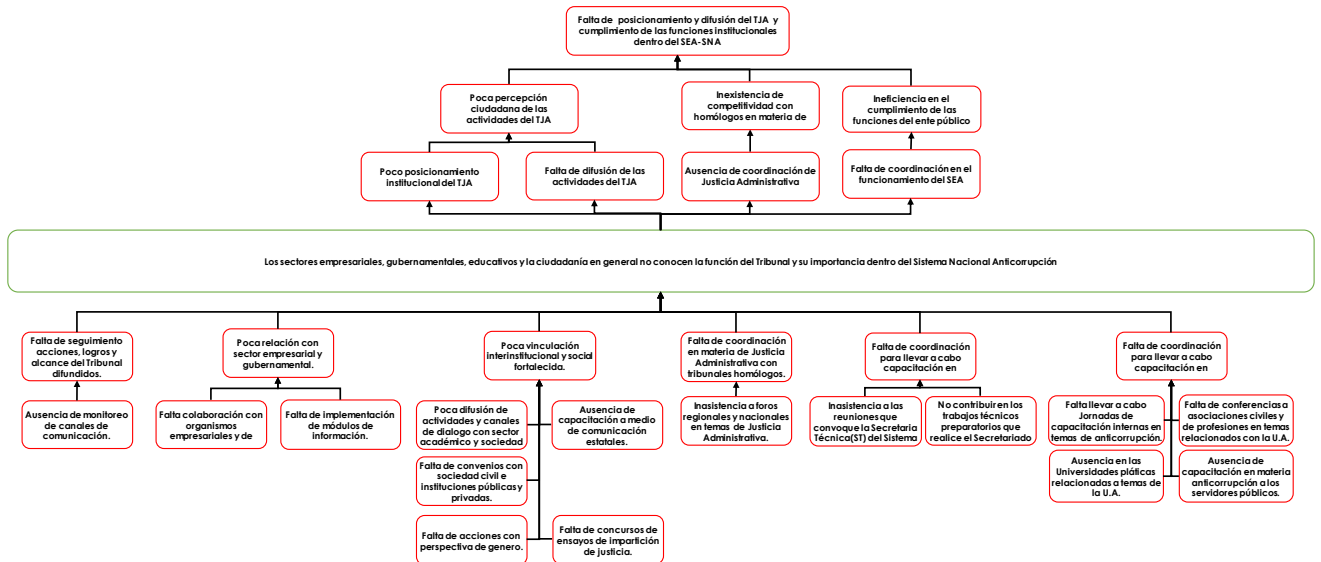 Falta de  posicionamiento y difusión del TJA  y
cumplimiento de las funciones institucionales
dentro del SEA-SNA
Poca percepción
ciudadana de las
actividades del TJA
Inexistencia de
competitividad con
homólogos en materia de
Ineficiencia en el
cumplimiento de las
funciones del ente público
Poco posicionamiento
institucional del TJA
Falta de difusión de las
actividades del TJA
Ausencia de coordinación de
Justicia Administrativa
Falta de coordinación en el
funcionamiento del SEA
Los sectores empresariales, gubernamentales, educativos y la ciudadanía en general no conocen la función del Tribunal y su importancia dentro del Sistema Nacional Anticorrupción
Falta de seguimiento
acciones, logros y
alcance del Tribunal
difundidos.
Poca relación con
sector empresarial y
gubernamental.
Poca vinculación
interinstitucional y social
fortalecida.
Falta de coordinación
en materia de Justicia
Administrativa con
tribunales homólogos.
Falta de coordinación
para llevar a cabo
capacitación en
Falta de coordinación
para llevar a cabo
capacitación en
Ausencia de monitoreo
de canales de
comunicación.
Falta colaboración con
organismos
empresariales y de
Falta de implementación
de módulos de
información.
Poca difusión de
actividades y canales
de dialogo con sector
académico y sociedad
Ausencia de
capacitación a medio
de comunicación
estatales.
Inasistencia a foros
regionales y nacionales
en temas de Justicia
Administrativa.
Inasistencia a las
reuniones que
convoque la Secretaria
Técnica(ST) del Sistema
No contribuir en los
trabajos técnicos
preparatorios que
realice el Secretariado
Falta llevar a cabo
Jornadas de
capacitación internas en
temas de anticorrupción.
Falta de conferencias a
asociaciones civiles y
de profesiones en temas
relacionados con la U.A.
Falta de convenios con
sociedad civil e
instituciones públicas y
privadas.
Ausencia en las
Universidades pláticas
relacionadas a temas de
la U.A.
Ausencia de
capacitación en materia
anticorrupción a los
servidores públicos.
Falta de acciones con
perspectiva de genero.
Falta de concursos de
ensayos de impartición
de justicia.